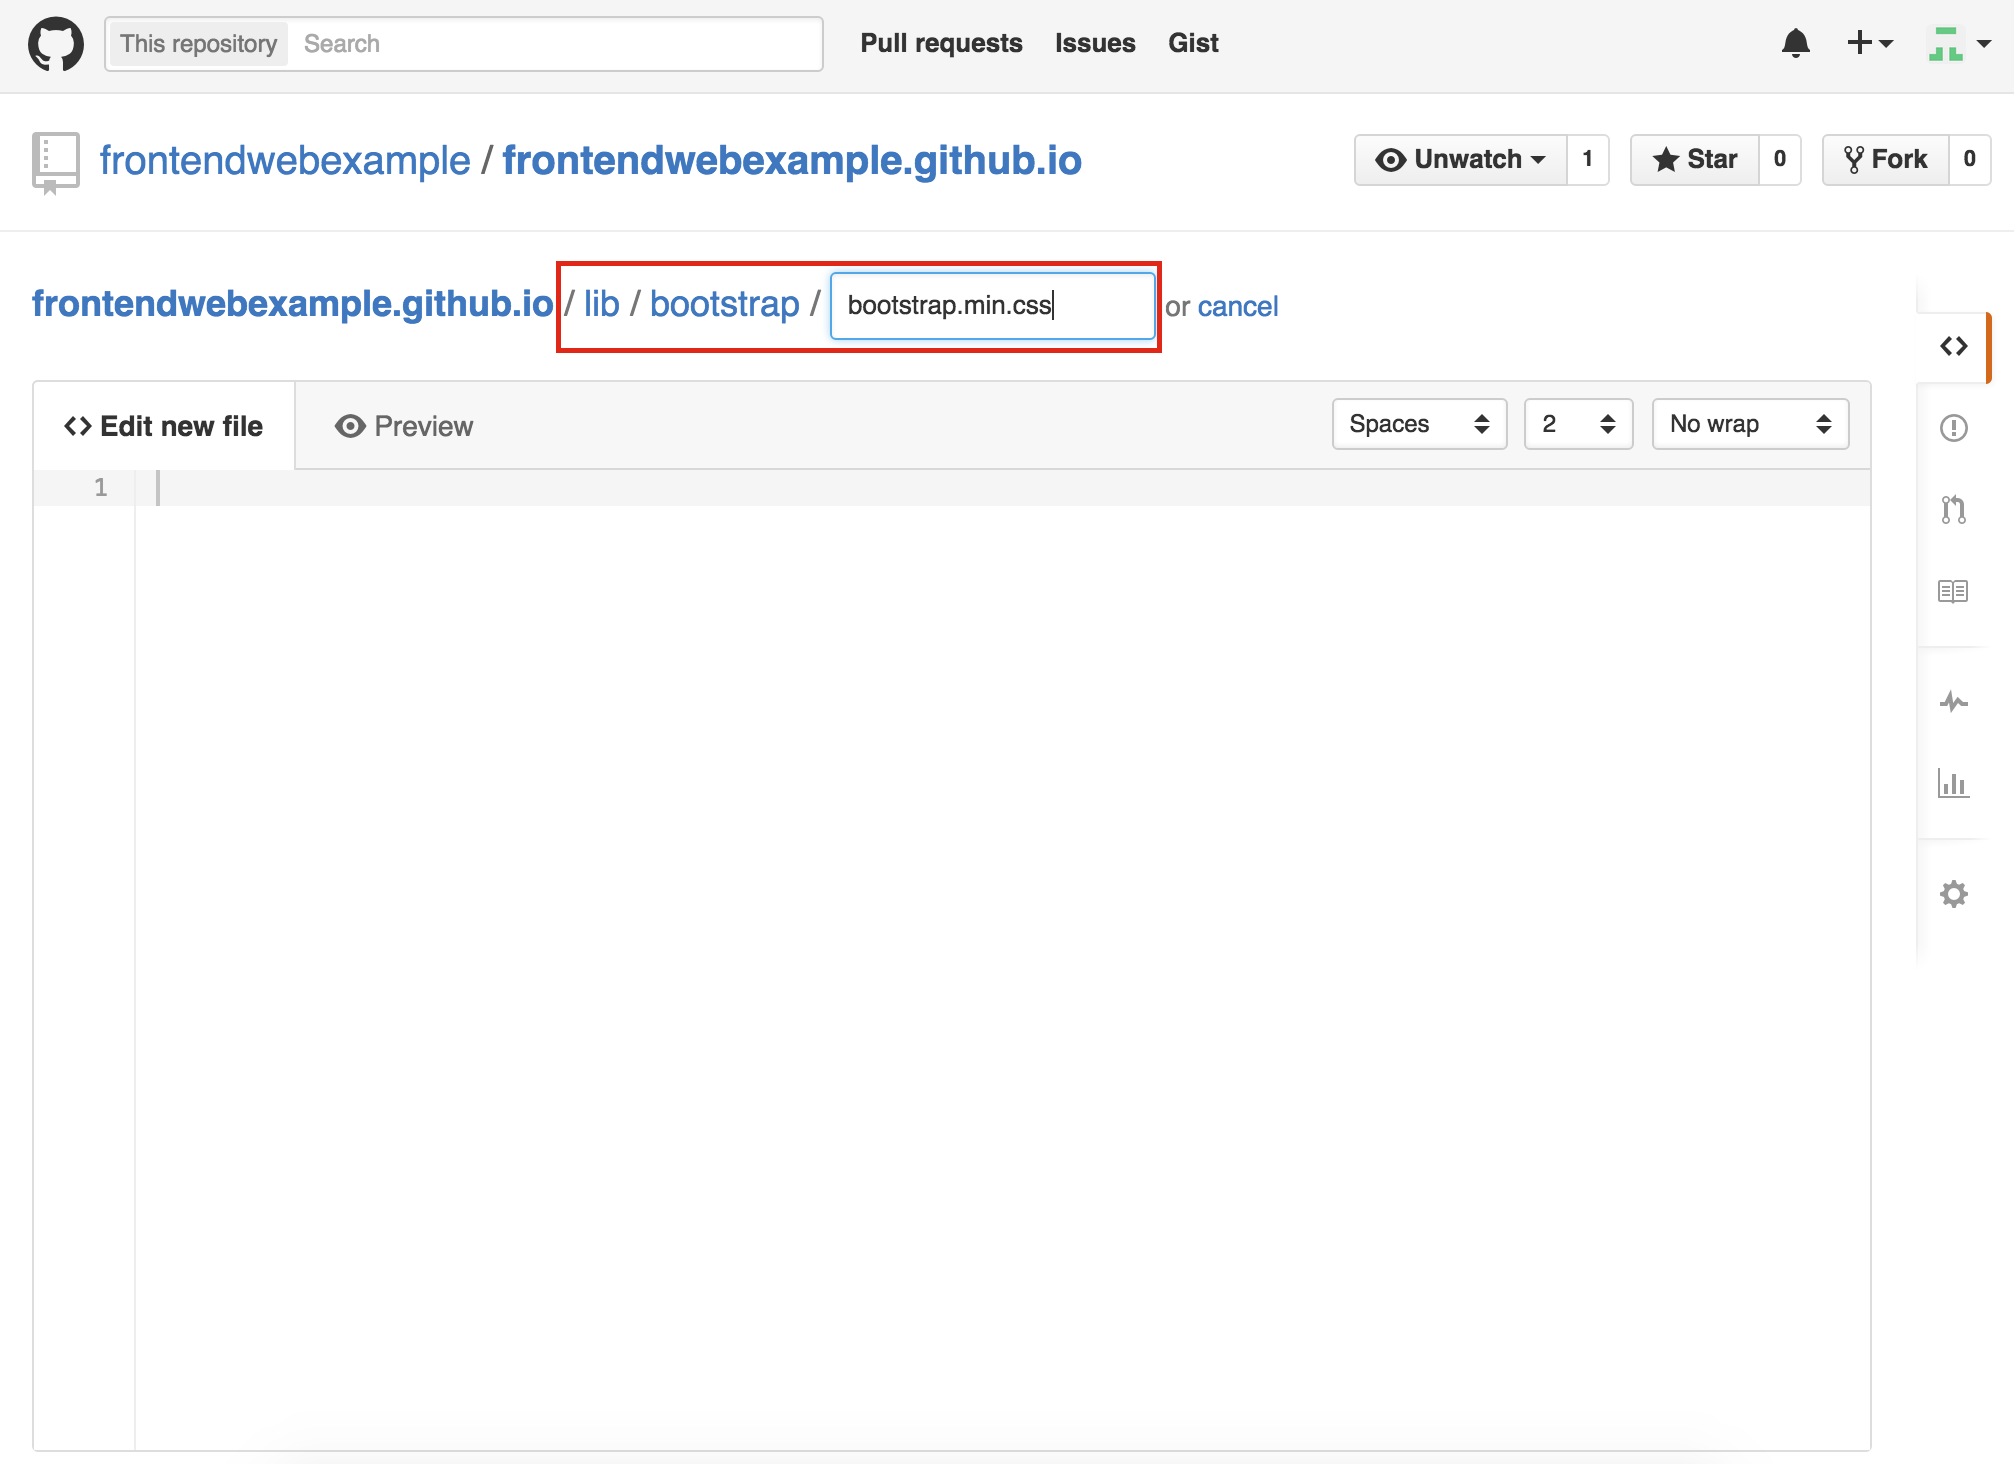 This repository Search Pull requests Issues Gist
frontendwebexample / frontendwebexample.github.io Unwatch 1 Star 0 Fork 0
frontendwebexample.github.io / lib / bootstrap / bootstrap.min.css or cancel
Edit new file Preview Spaces 2 No wrap
1